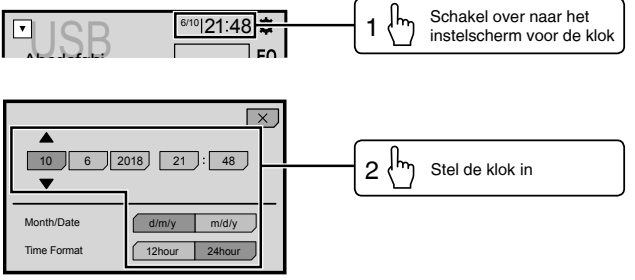 ▼ USB 6/10 21:48
EQ
1 Schakel over naar het
instelscherm voor de klok
10 6 2018 21 : 48
2 Stel de klok in
Month/Date d/m/y m/d/y
Time Format 12hour 24hour